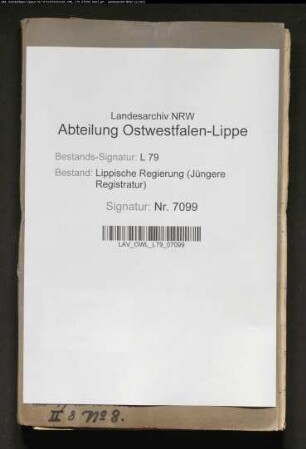 Landesarchiv NRW
Abteilung Ostwestfalen-Lippe
Bestands-Signatur: L 79
Bestand: Lippische Regierung (Jüngere
Registratur)
Signatur: Nr. 7099
LAV_OWL_L79_07099
II 3 No 8.